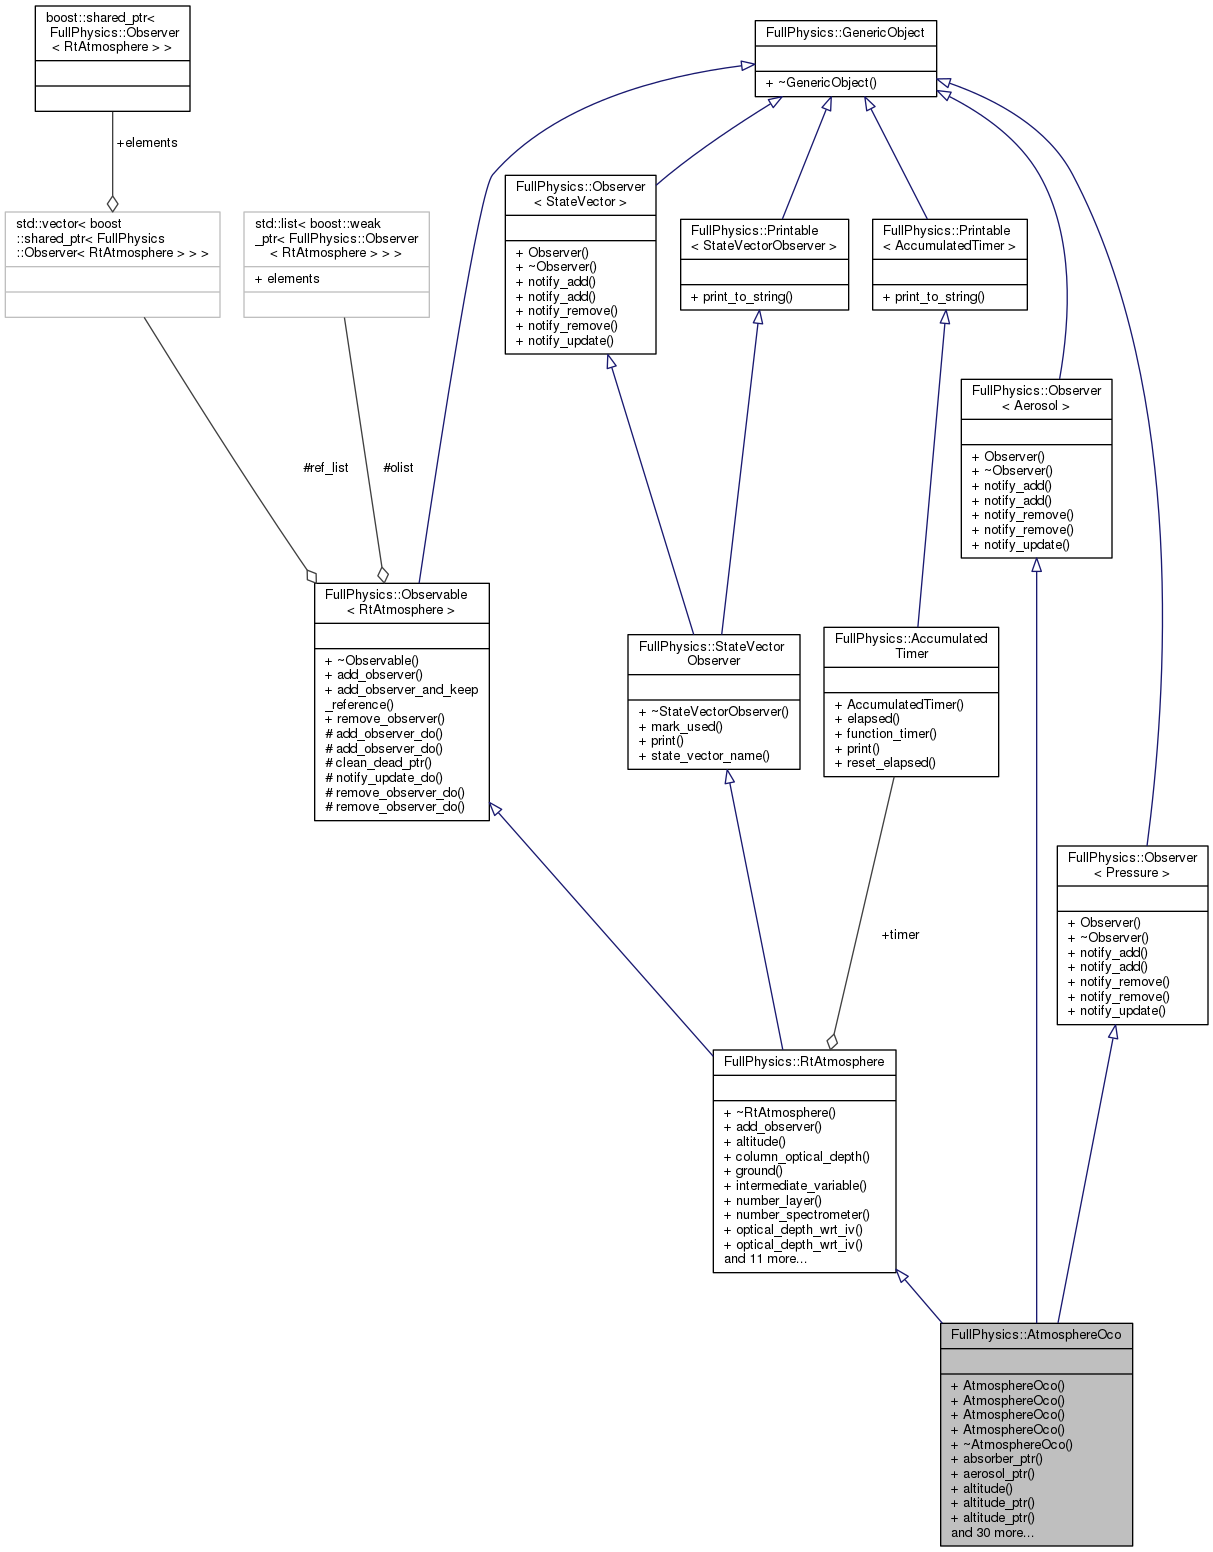 boost::shared_ptr<
FullPhysics::Observer
< RtAtmosphere > >
+elements
std::vector< boost
::shared_ptr< FullPhysics
::Observer< RtAtmosphere > > >
std::list< boost::weak
_ptr< FullPhysics::Observer
< RtAtmosphere > > >
+ elements
#ref_list
#olist
FullPhysics::GenericObject
+ ~GenericObject()
FullPhysics::Observer
< StateVector >
+ Observer()
+ ~Observer()
+ notify_add()
+ notify_add()
+ notify_remove()
+ notify_remove()
+ notify_update()
FullPhysics::Printable
< StateVectorObserver >
+ print_to_string()
FullPhysics::Printable
< AccumulatedTimer >
+ print_to_string()
FullPhysics::Observer
< Aerosol >
+ Observer()
+ ~Observer()
+ notify_add()
+ notify_add()
+ notify_remove()
+ notify_remove()
+ notify_update()
FullPhysics::Observable
< RtAtmosphere >
+ ~Observable()
+ add_observer()
+ add_observer_and_keep
_reference()
+ remove_observer()
# add_observer_do()
# add_observer_do()
# clean_dead_ptr()
# notify_update_do()
# remove_observer_do()
# remove_observer_do()
FullPhysics::StateVector
Observer
+ ~StateVectorObserver()
+ mark_used()
+ print()
+ state_vector_name()
FullPhysics::Accumulated
Timer
+ AccumulatedTimer()
+ elapsed()
+ function_timer()
+ print()
+ reset_elapsed()
+timer
FullPhysics::Observer
< Pressure >
+ Observer()
+ ~Observer()
+ notify_add()
+ notify_add()
+ notify_remove()
+ notify_remove()
+ notify_update()
FullPhysics::RtAtmosphere
+ ~RtAtmosphere()
+ add_observer()
+ altitude()
+ column_optical_depth()
+ ground()
+ intermediate_variable()
+ number_layer()
+ number_spectrometer()
+ optical_depth_wrt_iv()
+ optical_depth_wrt_iv()
and 11 more...
FullPhysics::AtmosphereOco
+ AtmosphereOco()
+ AtmosphereOco()
+ AtmosphereOco()
+ AtmosphereOco()
+ ~AtmosphereOco()
+ absorber_ptr()
+ aerosol_ptr()
+ altitude()
+ altitude_ptr()
+ altitude_ptr()
and 30 more...